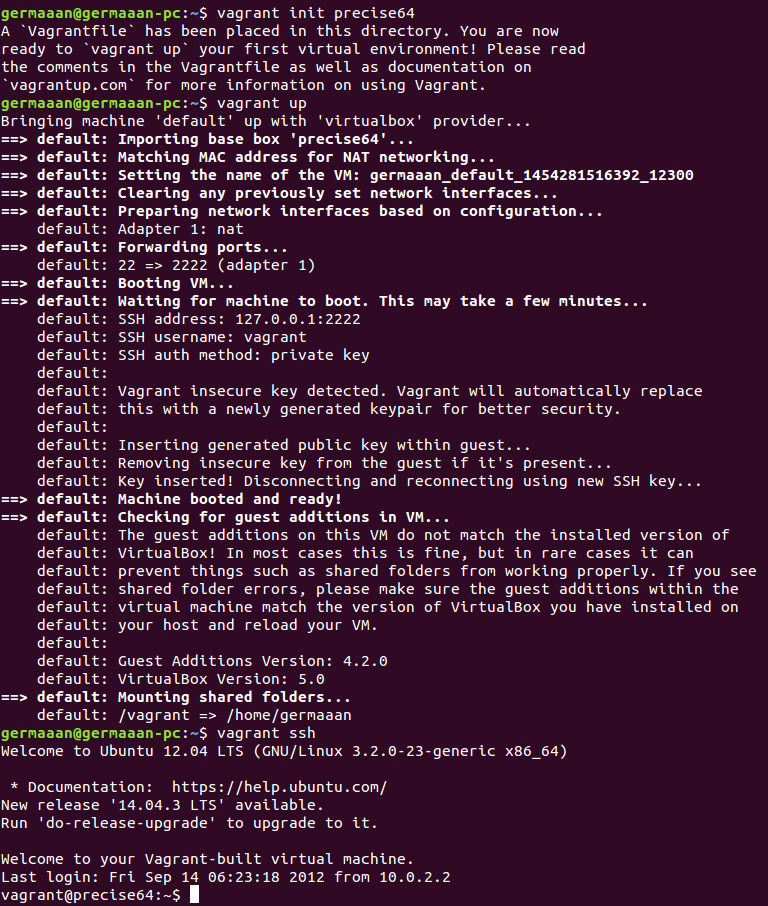 germaaan@germaaan-pc:~$ vagrant init precise64
A `Vagrantfile` has been placed in this directory. You are now
ready to `vagrant up` your first virtual environment! Please read
the comments in the Vagrantfile as well as documentation on
`vagrantup.com` for more information on using Vagrant.
germaaan@germaaan-pc:~$ vagrant up
Bringing machine 'default' up with 'virtualbox' provider...
==> default: Importing base box 'precise64'...
==> default: Matching MAC address for NAT networking...
==> default: Setting the name of the VM: germaaan_default_1454281516392_12300
==> default: Clearing any previously set network interfaces...
==> default: Preparing network interfaces based on configuration...
    default: Adapter 1: nat
==> default: Forwarding ports...
    default: 22 => 2222 (adapter 1)
==> default: Booting VM...
==> default: Waiting for machine to boot. This may take a few minutes...
    default: SSH address: 127.0.0.1:2222
    default: SSH username: vagrant
    default: SSH auth method: private key
    default:
    default: Vagrant insecure key detected. Vagrant will automatically replace
    default: this with a newly generated keypair for better security.
    default:
    default: Inserting generated public key within guest...
    default: Removing insecure key from the guest if it's present...
    default: Key inserted! Disconnecting and reconnecting using new SSH key...
==> default: Machine booted and ready!
==> default: Checking for guest additions in VM...
    default: The guest additions on this VM do not match the installed version of
    default: VirtualBox! In most cases this is fine, but in rare cases it can
    default: prevent things such as shared folders from working properly. If you see
    default: shared folder errors, please make sure the guest additions within the
    default: virtual machine match the version of VirtualBox you have installed on
    default: your host and reload your VM.
    default:
    default: Guest Additions Version: 4.2.0
    default: VirtualBox Version: 5.0
==> default: Mounting shared folders...
    default: /vagrant => /home/germaaan
germaaan@germaaan-pc:~$ vagrant ssh
Welcome to Ubuntu 12.04 LTS (GNU/Linux 3.2.0-23-generic x86_64)

 * Documentation:  https://help.ubuntu.com/
New release '14.04.3 LTS' available.
Run 'do-release-upgrade' to upgrade to it.

Welcome to your Vagrant-built virtual machine.
Last login: Fri Sep 14 06:23:18 2012 from 10.0.2.2
vagrant@precise64:~$